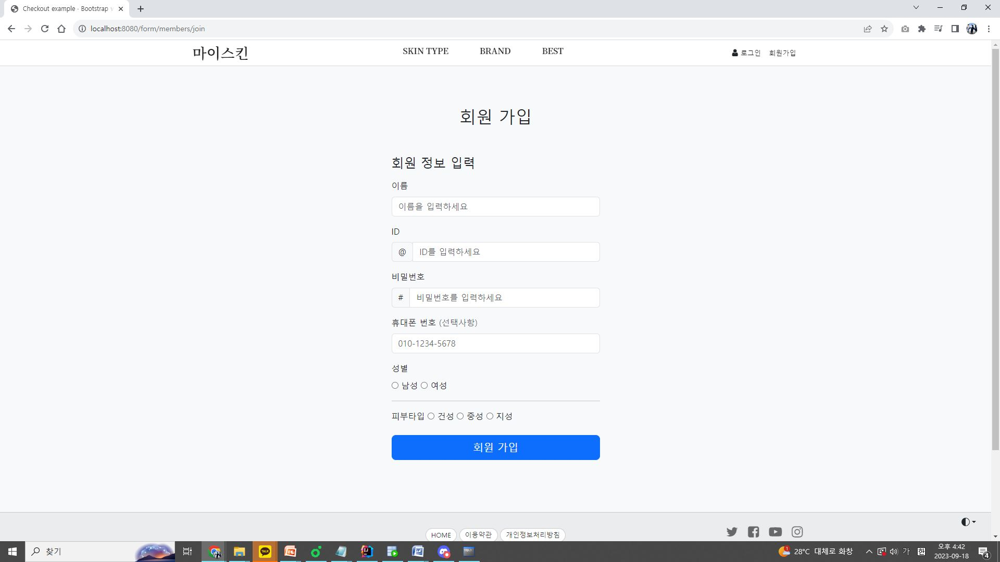 Checkout example · Bootstrap v
localhost:8080/form/members/join
마이스킨
SKIN TYPE BRAND BEST
로그인 회원가입
회원 가입
회원 정보 입력
이름
이름을 입력하세요
ID
@ ID를 입력하세요
비밀번호
# 비밀번호를 입력하세요
휴대폰 번호 (선택사항)
010-1234-5678
성별
남성 여성
피부타입 건성 중성 지성
회원 가입
HOME 이용약관 개인정보처리방침
찾기
TALK
IJ
SQL>
1
28°C 대체로 화창
가
오후 4:42
2023-09-18
4